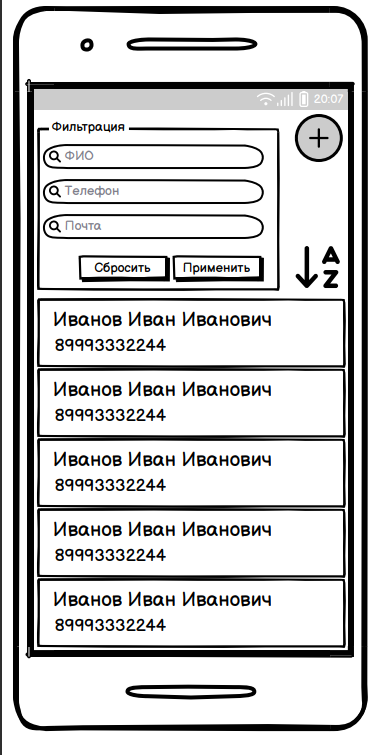 20:07
Фильтрация
ФИО
Телефон
Почта
Сбросить Применить
A
Z
Иванов Иван Иванович
89993332244
Иванов Иван Иванович
89993332244
Иванов Иван Иванович
89993332244
Иванов Иван Иванович
89993332244
Иванов Иван Иванович
89993332244